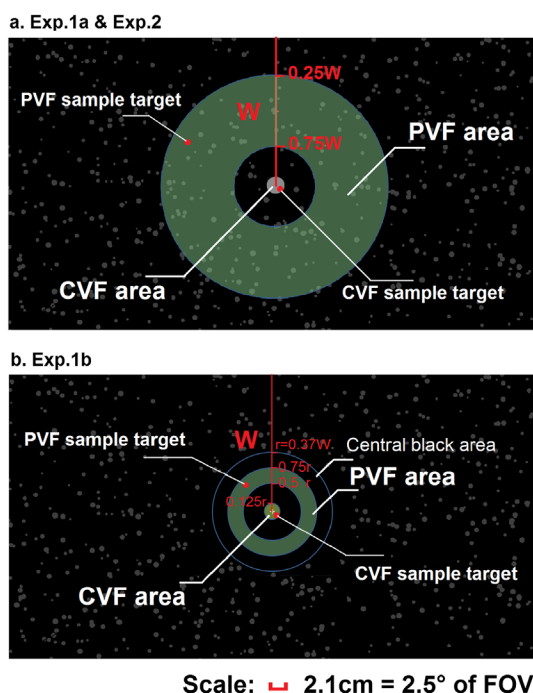 a. Exp.1a & Exp.2
0.25W
PVF sample target
W
PVF area
0.75W
CVF area
CVF sample target
b. Exp.1b
PVF sample target
W
r=0.37W
Central black area
0.75r
PVF area
0.5 r
0.125r
CVF sample target
CVF area
Scale: 2.1cm = 2.5° of FOV